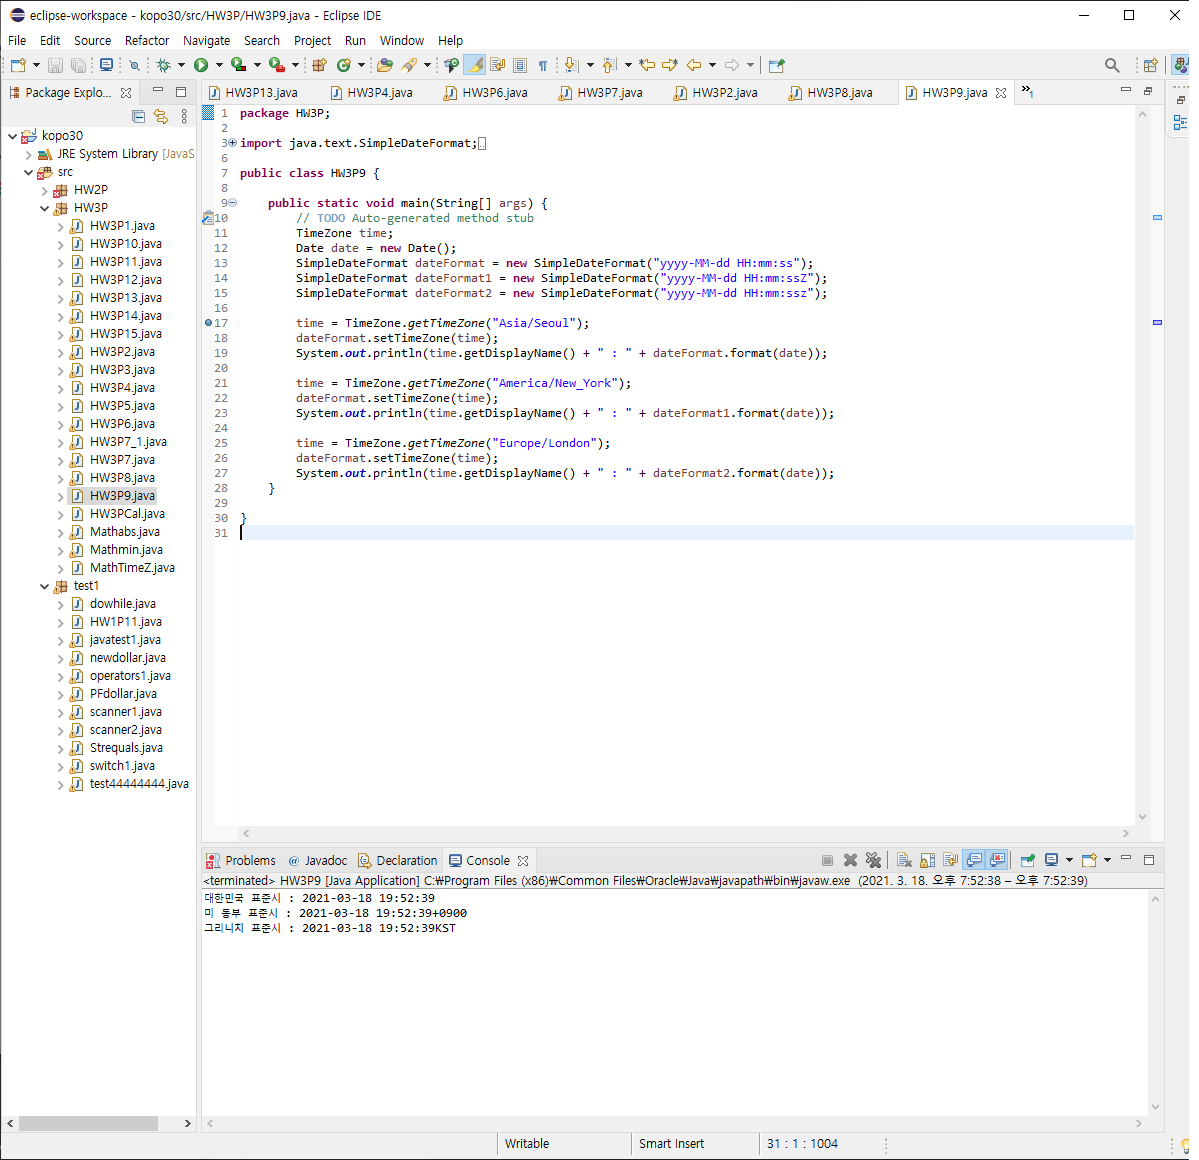 eclipse-workspace - kopo30/src/HW3P/HW3P9.java - Eclipse IDE
File Edit Source Refactor Navigate Search Project Run Window Help
Package Explo...
kopo30
JRE System Library [JavaS
src
HW2P
HW3P
HW3P1.java
HW3P10.java
HW3P11.java
HW3P12.java
HW3P13.java
HW3P14.java
HW3P15.java
HW3P2.java
HW3P3.java
HW3P4.java
HW3P5.java
HW3P6.java
HW3P7_1.java
HW3P7.java
HW3P8.java
HW3P9.java
HW3PCal.java
Mathabs.java
Mathmin.java
MathTimeZ.java
test1
dowhile.java
HW1P11.java
javatest1.java
newdollar.java
operators1.java
PFdollar.java
scanner1.java
scanner2.java
Strequals.java
switch1.java
test44444444.java
HW3P13.java HW3P4.java HW3P6.java HW3P7.java HW3P2.java HW3P8.java HW3P9.java »1
1 package HW3P;
2
3 import java.text.SimpleDateFormat;
6
7 public class HW3P9 {
8
9 public static void main(String[] args) {
10 // TODO Auto-generated method stub
11 TimeZone time;
12 Date date = new Date();
13 SimpleDateFormat dateFormat = new SimpleDateFormat("yyyy-MM-dd HH:mm:ss");
14 SimpleDateFormat dateFormat1 = new SimpleDateFormat("yyyy-MM-dd HH:mm:ssZ");
15 SimpleDateFormat dateFormat2 = new SimpleDateFormat("yyyy-MM-dd HH:mm:ssz");
16
17 time = TimeZone.getTimeZone("Asia/Seoul");
18 dateFormat.setTimeZone(time);
19 System.out.println(time.getDisplayName() + " : " + dateFormat.format(date));
20
21 time = TimeZone.getTimeZone("America/New_York");
22 dateFormat.setTimeZone(time);
23 System.out.println(time.getDisplayName() + " : " + dateFormat1.format(date));
24
25 time = TimeZone.getTimeZone("Europe/London");
26 dateFormat.setTimeZone(time);
27 System.out.println(time.getDisplayName() + " : " + dateFormat2.format(date));
28 }
29
30 }
31
Problems Javadoc Declaration Console
<terminated> HW3P9 [Java Application] C:₩Program Files (x86)₩Common Files₩Oracle₩Java₩javapath₩bin₩javaw.exe (2021. 3. 18. 오후 7:52:38 – 오후 7:52:39)
대한민국 표준시 : 2021-03-18 19:52:39
미 동부 표준시 : 2021-03-18 19:52:39+0900
그리니치 표준시 : 2021-03-18 19:52:39KST
Writable Smart Insert 31 : 1 : 1004